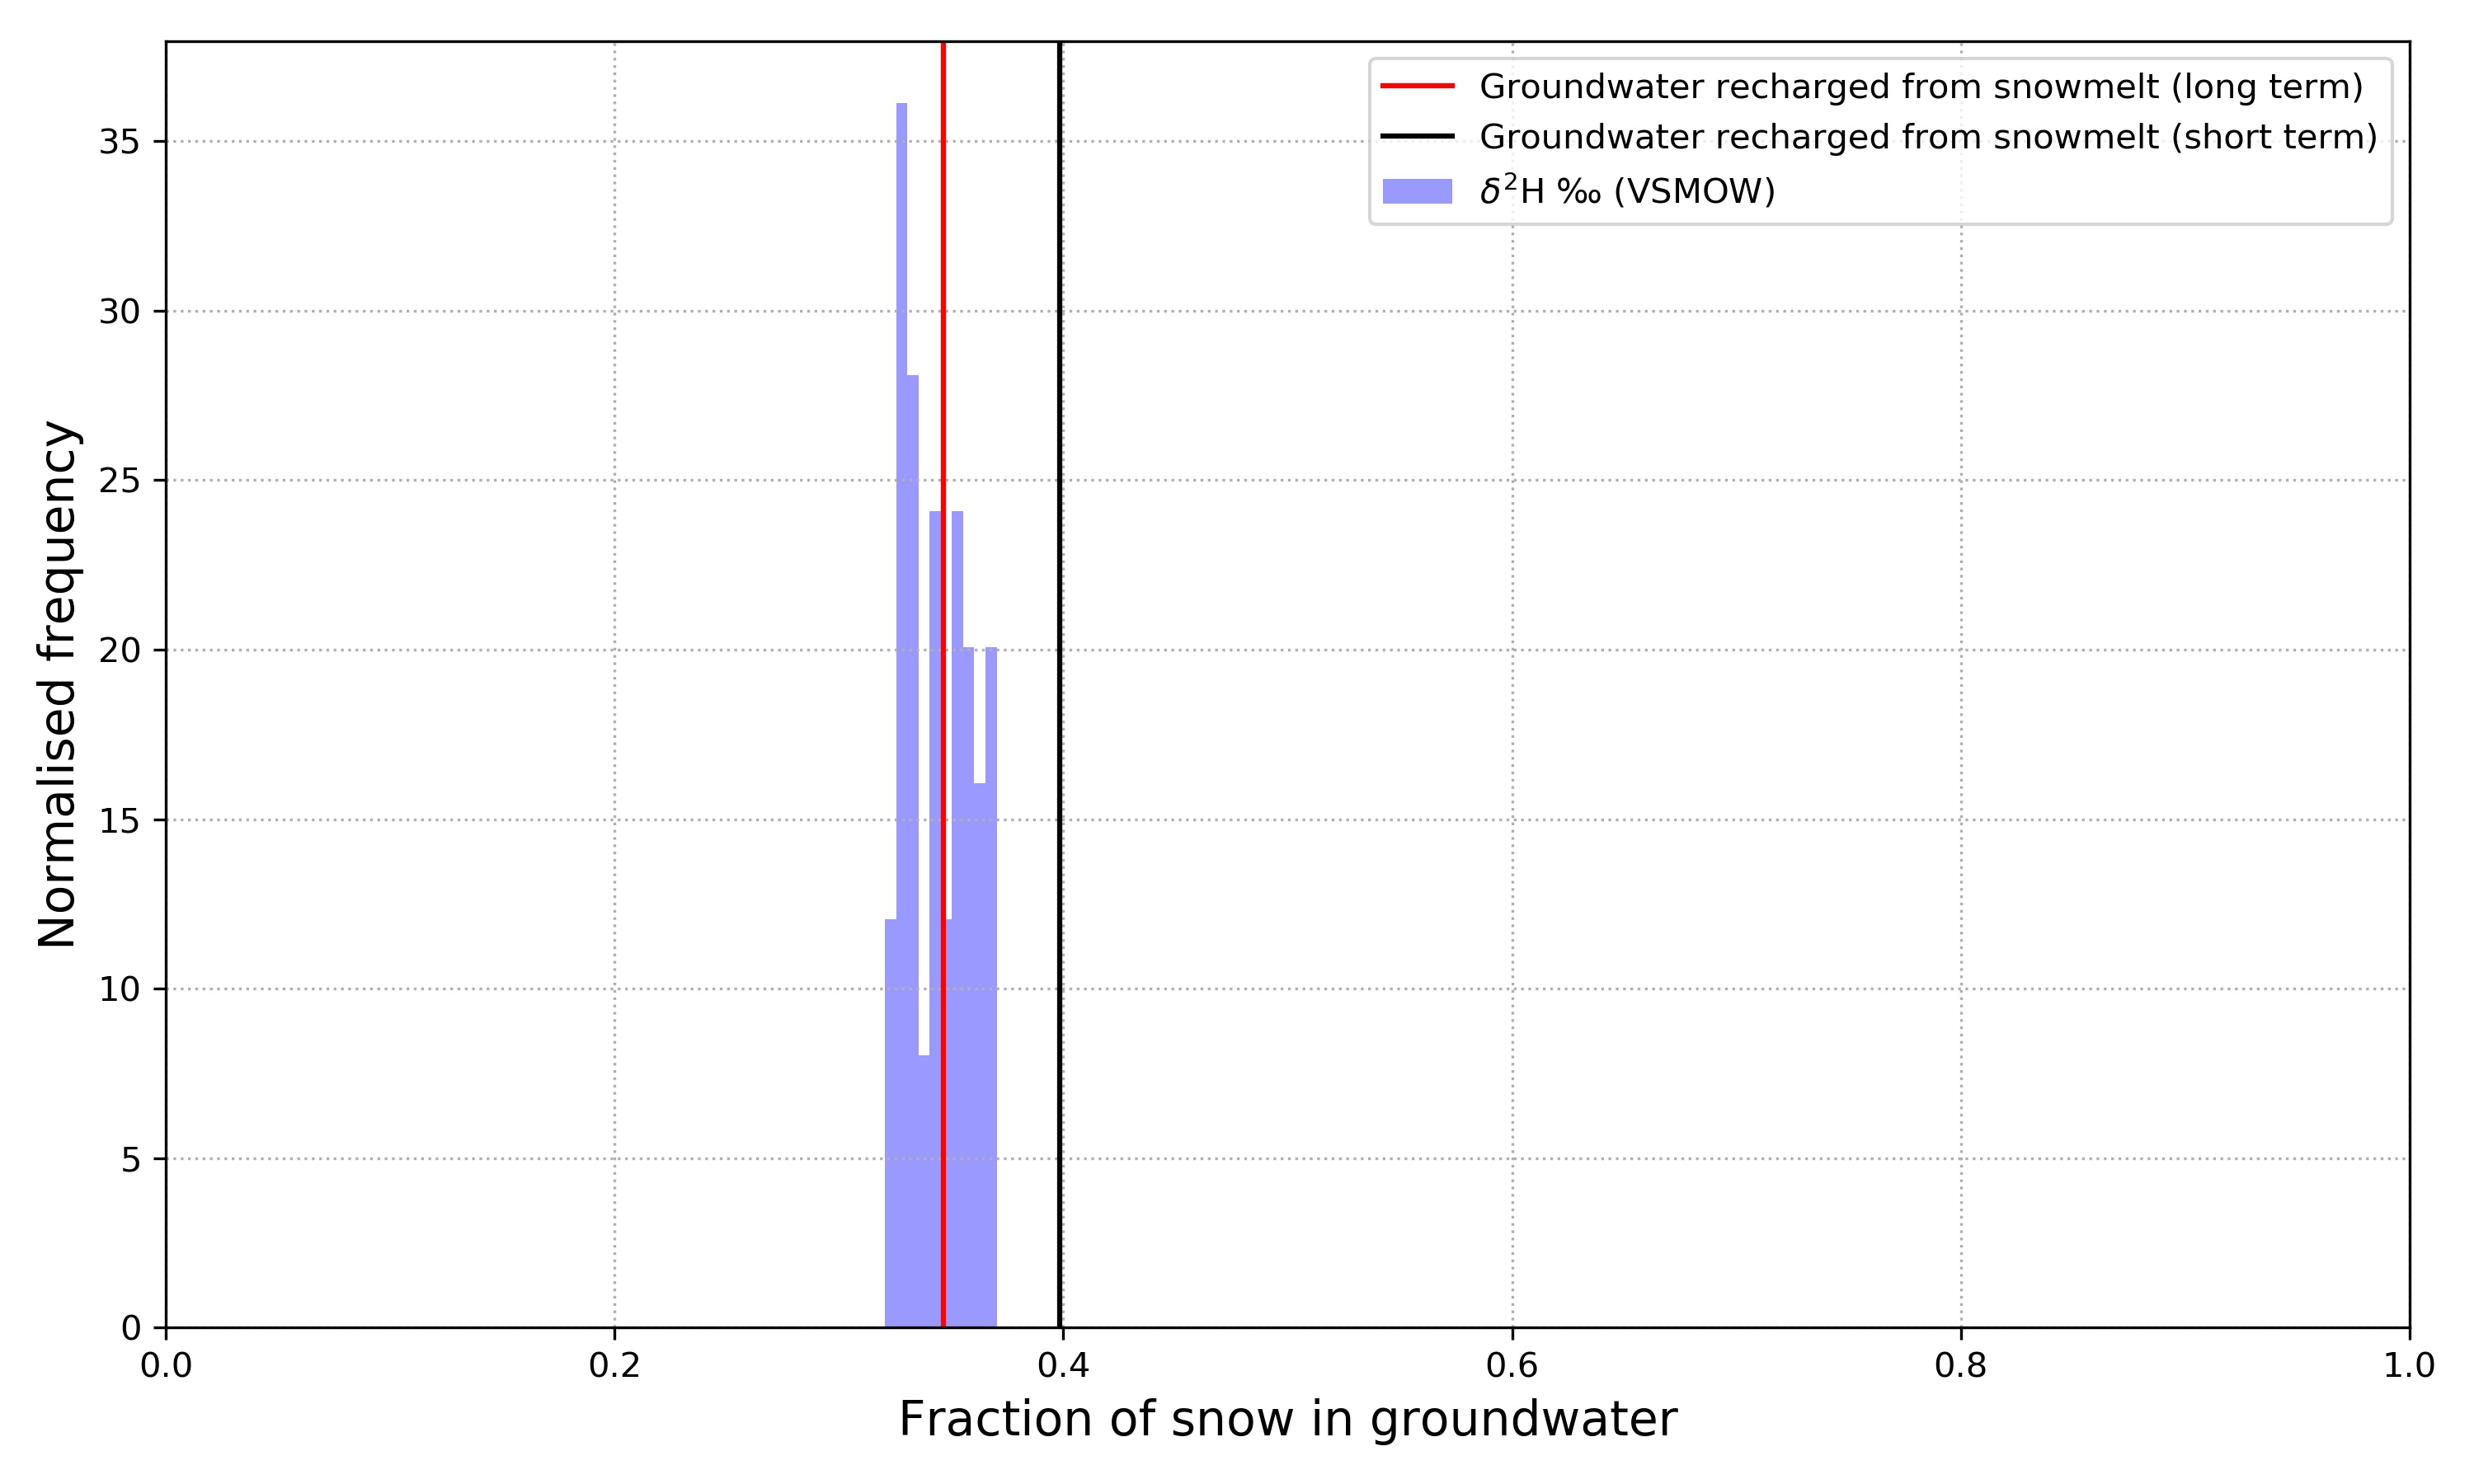 Groundwater recharged from snowmelt (long term)
Groundwater recharged from snowmelt (short term)
δ²H ‰ (VSMOW)
Normalised frequency
35
30
25
20
15
10
5
0
0.0 0.2 0.4 0.6 0.8 1.0
Fraction of snow in groundwater